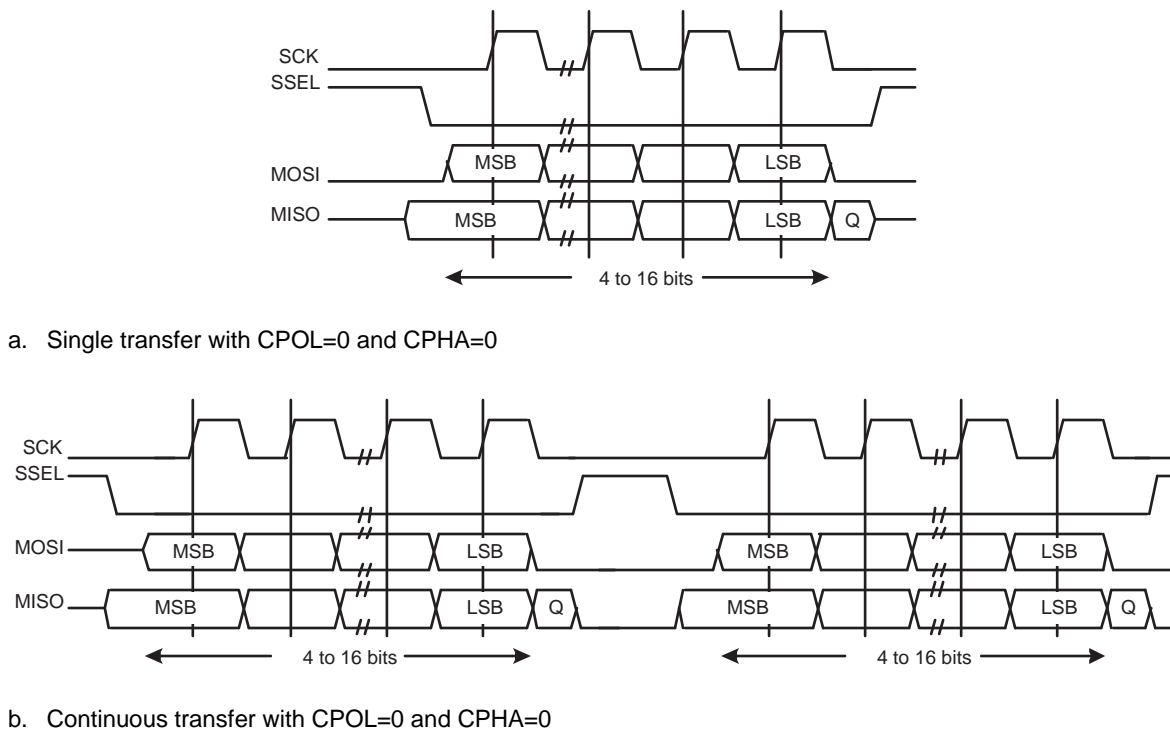 SCK
SSEL
MOSI MSB LSB
MISO MSB LSB Q
4 to 16 bits
a. Single transfer with CPOL=0 and CPHA=0
SCK
SSEL
MOSI MSB LSB MSB LSB
MISO MSB LSB Q MSB LSB Q
4 to 16 bits 4 to 16 bits
b. Continuous transfer with CPOL=0 and CPHA=0